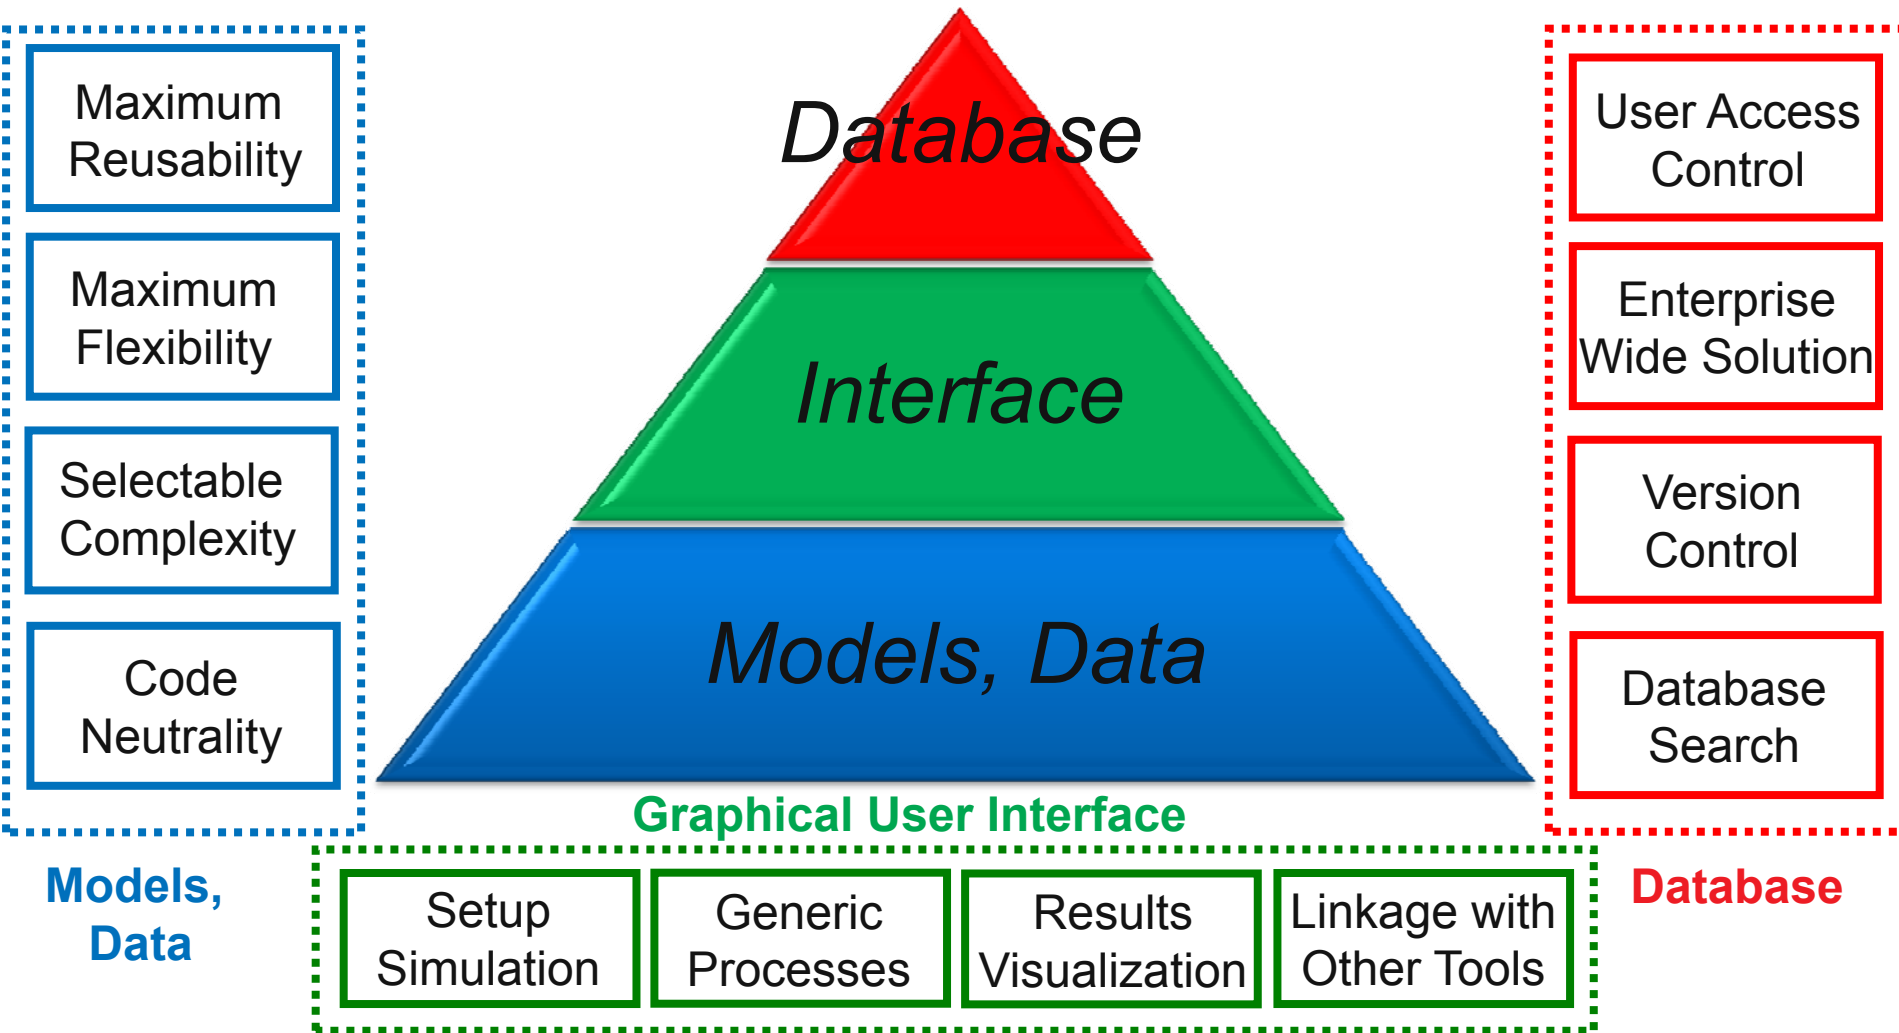 Maximum
Reusability
Maximum
Flexibility
Selectable
Complexity
Code
Neutrality
Models,
Data
Database
Interface
Models, Data
User Access
Control
Enterprise
Wide Solution
Version
Control
Database
Search
Database
Graphical User Interface
Setup
Simulation
Generic
Processes
Results
Visualization
Linkage with
Other Tools